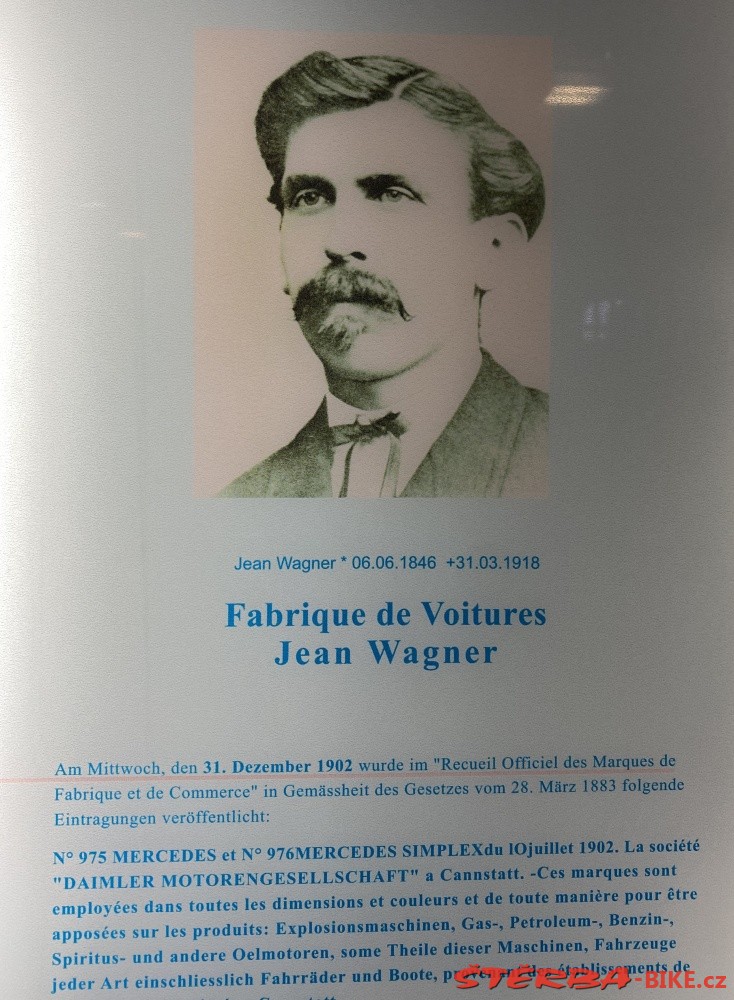 Jean Wagner * 06.06.1846 +31.03.1918
Fabrique de Voitures
Jean Wagner
Am Mittwoch, den 31. Dezember 1902 wurde im "Recueil Officiel des Marques de
Fabrique et de Commerce" in Gemässheit des Gesetzes vom 28. März 1883 folgende
Eintragungen veröffentlicht:
N° 975 MERCEDES et N° 976MERCEDES SIMPLEXdu lOjuillet 1902. La société
"DAIMLER MOTORENGESELLSCHAFT" a Cannstatt. -Ces marques sont
employées dans toutes les dimensions et couleurs et de toute manière pour être
apposées sur les produits: Explosionsmaschinen, Gas-, Petroleum-, Benzin-,
Spiritus- und andere Oelmotoren, some Theile dieser Maschinen, Fahrzeuge
jeder Art einschliesslich Fahrräder und Boote, des établissements de
STERBA-BIKE.cz